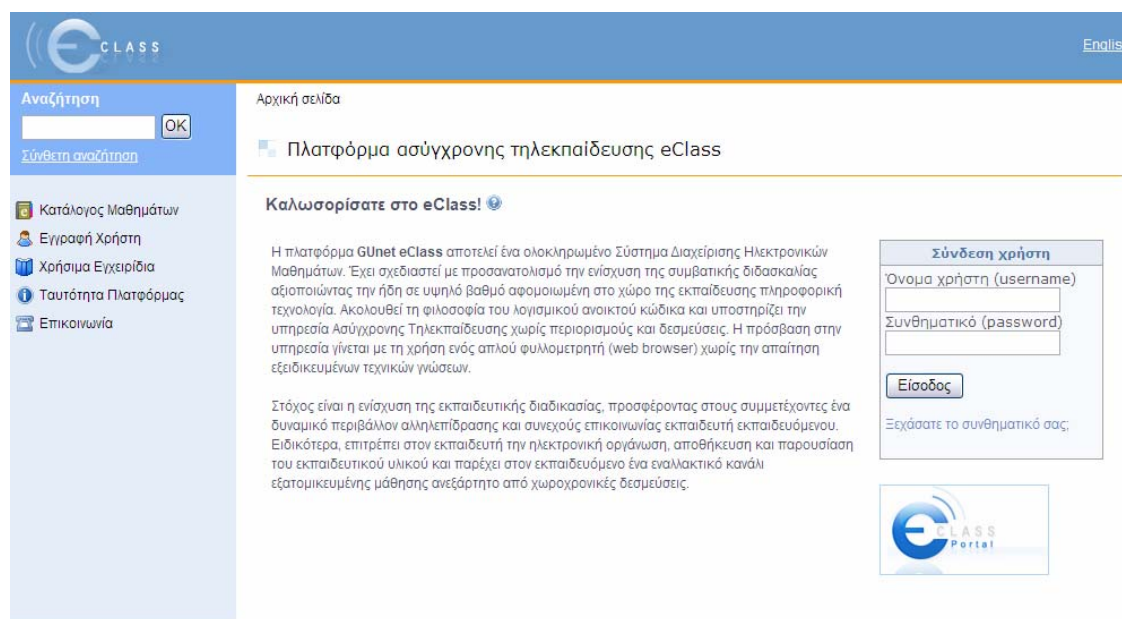 CLASS
Englis
Αναζήτηση
OK
Σύνθετη αναζήτηση
Κατάλογος Μαθημάτων
Εγγραφή Χρήστη
Χρήσιμα Εγχειρίδια
Ταυτότητα Πλατφόρμας
Επικοινωνία
Αρχική σελίδα
Πλατφόρμα ασύγχρονης τηλεκπαίδευσης eClass
Καλωσορίσατε στο eClass!
Η πλατφόρμα GUnet eClass αποτελεί ένα ολοκληρωμένο Σύστημα Διαχείρισης Ηλεκτρονικών
Μαθημάτων. Έχει σχεδιαστεί με προσανατολισμό την ενίσχυση της συμβατικής διδασκαλίας
αξιοποιώντας την ήδη σε υψηλό βαθμό αφομοιωμένη στο χώρο της εκπαίδευσης πληροφορική
τεχνολογία. Ακολουθεί τη φιλοσοφία του λογισμικού ανοικτού κώδικα και υποστηρίζει την
υπηρεσία Ασύγχρονης Τηλεκπαίδευσης χωρίς περιορισμούς και δεσμεύσεις. Η πρόσβαση στην
υπηρεσία γίνεται με τη χρήση ενός απλού φυλλομετρητή (web browser) χωρίς την απαίτηση
εξειδικευμένων τεχνικών γνώσεων.
Στόχος είναι η ενίσχυση της εκπαιδευτικής διαδικασίας, προσφέροντας στους συμμετέχοντες ένα
δυναμικό περιβάλλον αλληλεπίδρασης και συνεχούς επικοινωνίας εκπαιδευτή εκπαιδευόμενου.
Ειδικότερα, επιτρέπει στον εκπαιδευτή την ηλεκτρονική οργάνωση, αποθήκευση και παρουσίαση
του εκπαιδευτικού υλικού και παρέχει στον εκπαιδευόμενο ένα εναλλακτικό κανάλι
εξατομικευμένης μάθησης ανεξάρτητο από χωροχρονικές δεσμεύσεις.
Σύνδεση χρήστη
Όνομα χρήστη (username)
Συνθηματικό (password)
Είσοδος
Ξεχάσατε το συνθηματικό σας;
CLASS
Portal